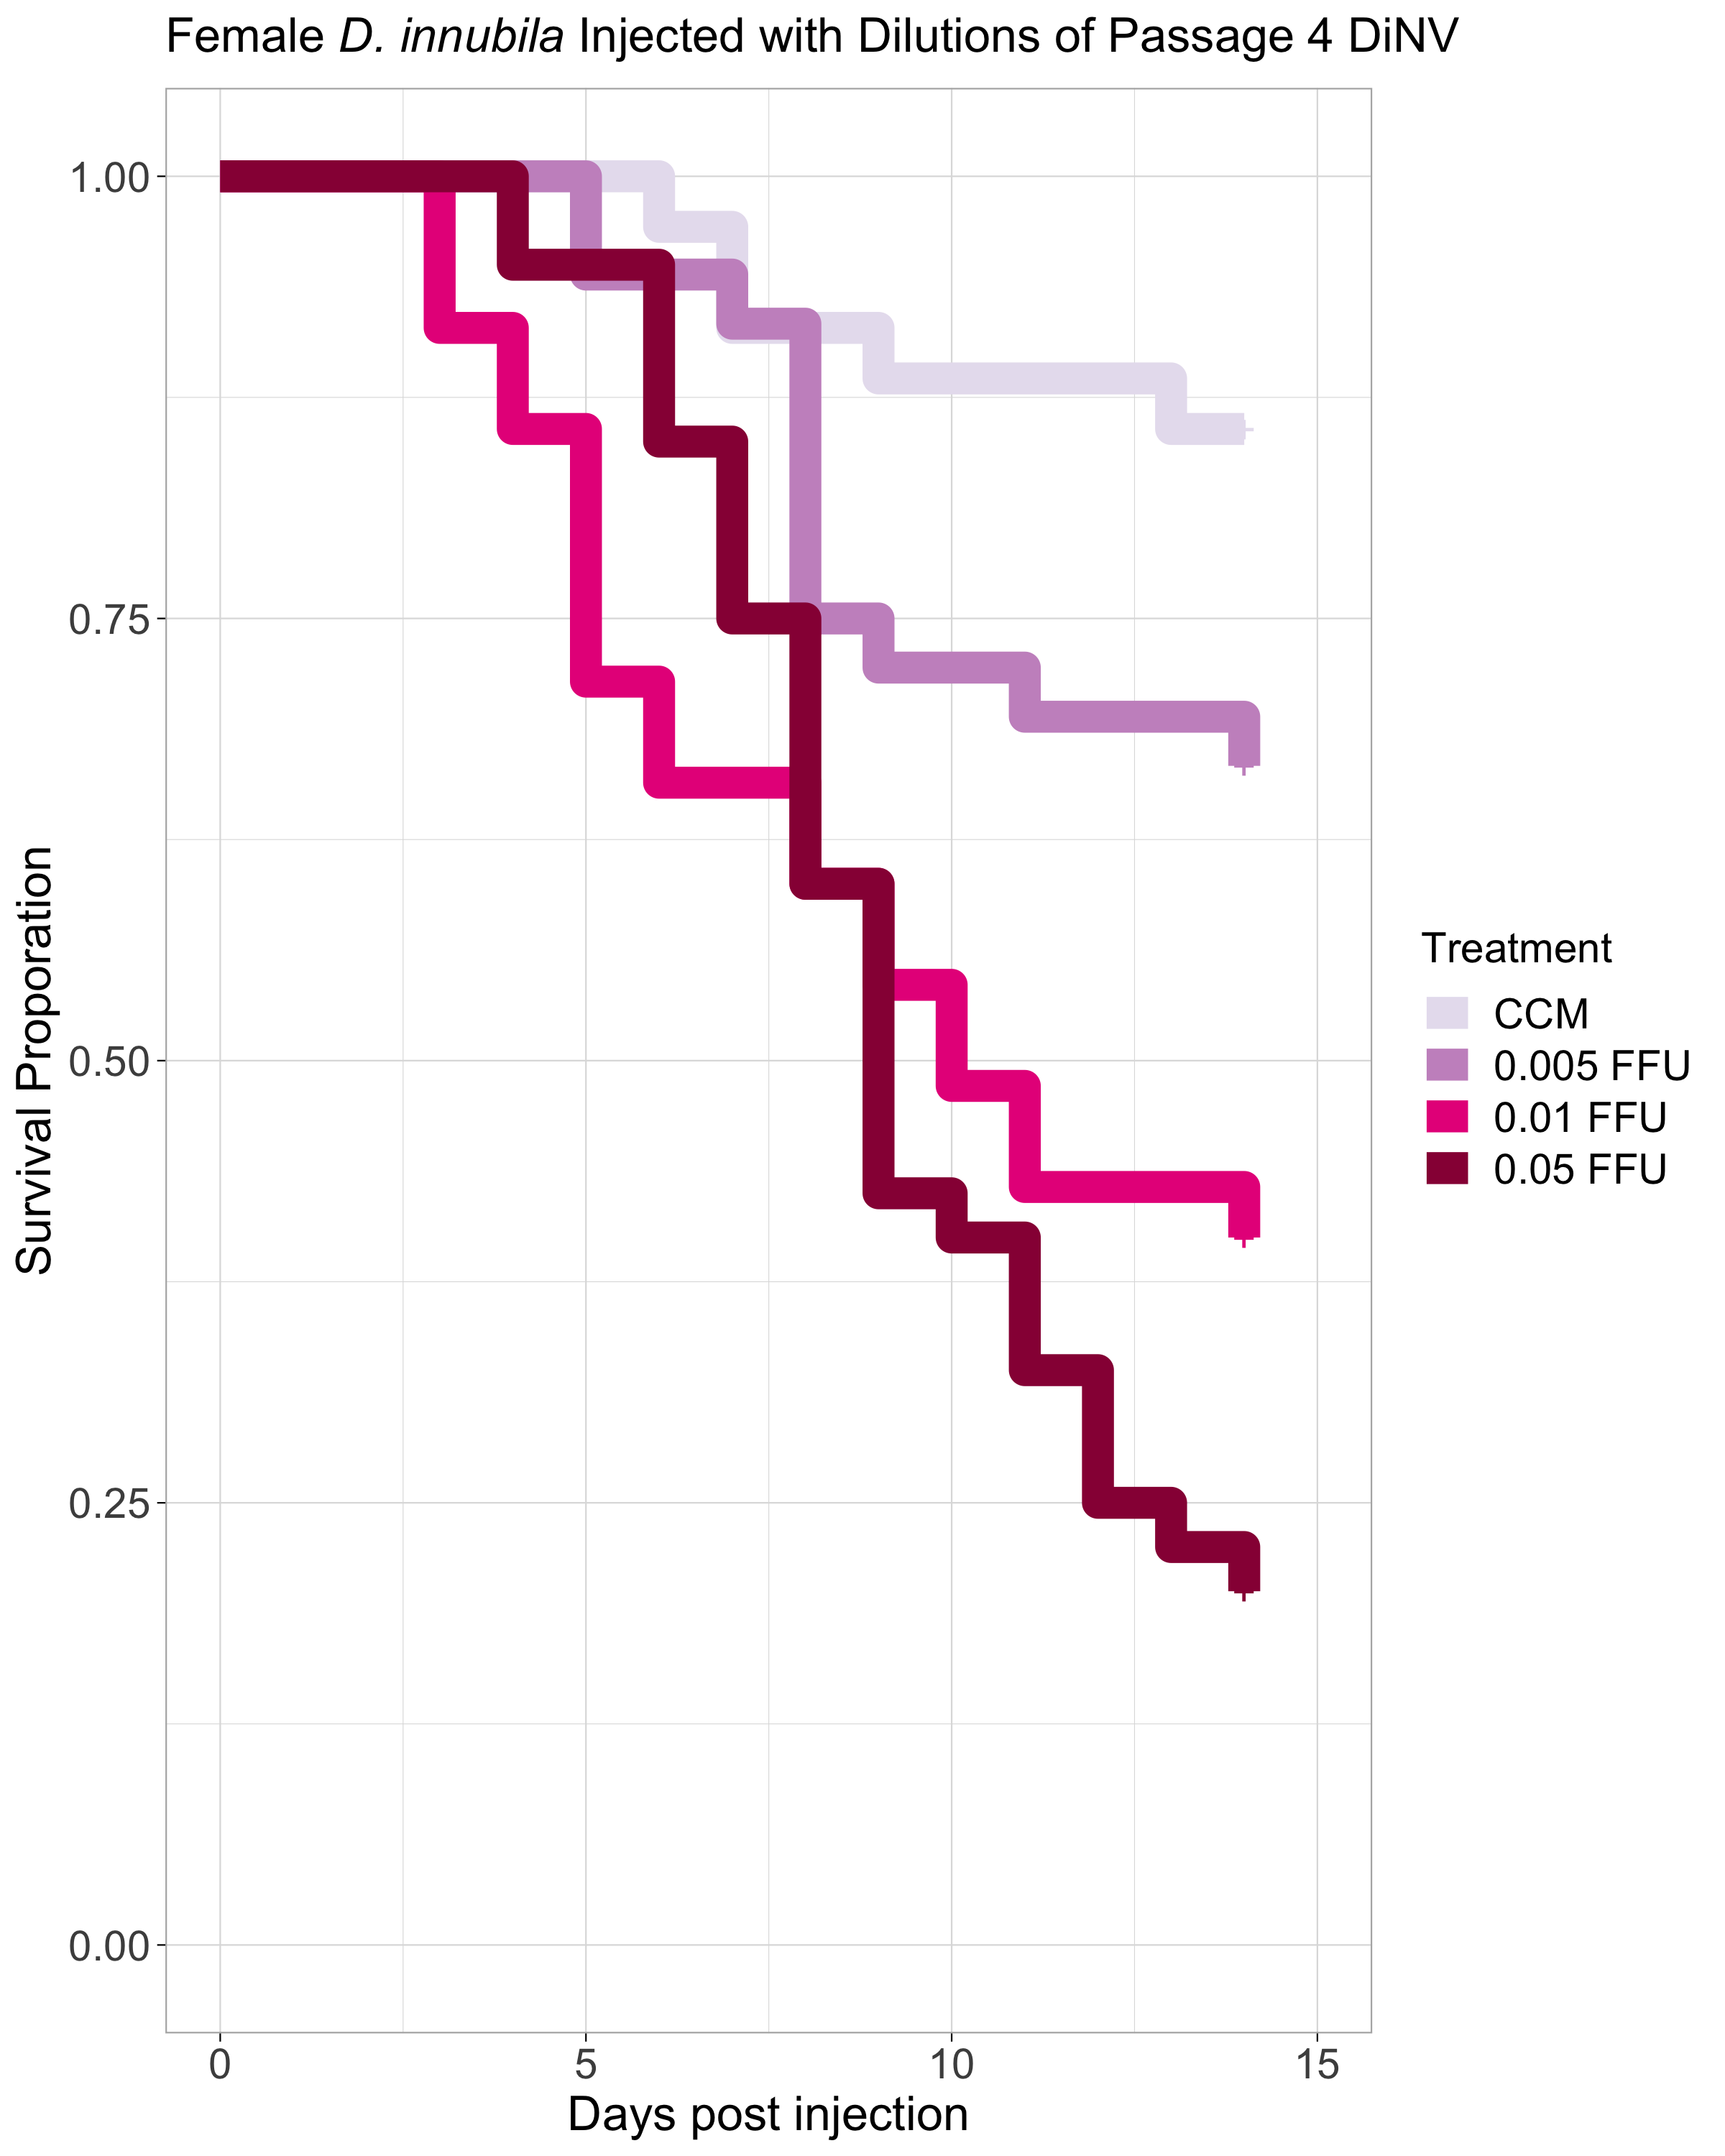 Female D. innubila Injected with Dilutions of Passage 4 DiNV
1.00
0.75
0.50
0.25
0.00
Survival Proporation
0
5
10
15
Days post injection
Treatment
CCM
0.005 FFU
0.01 FFU
0.05 FFU